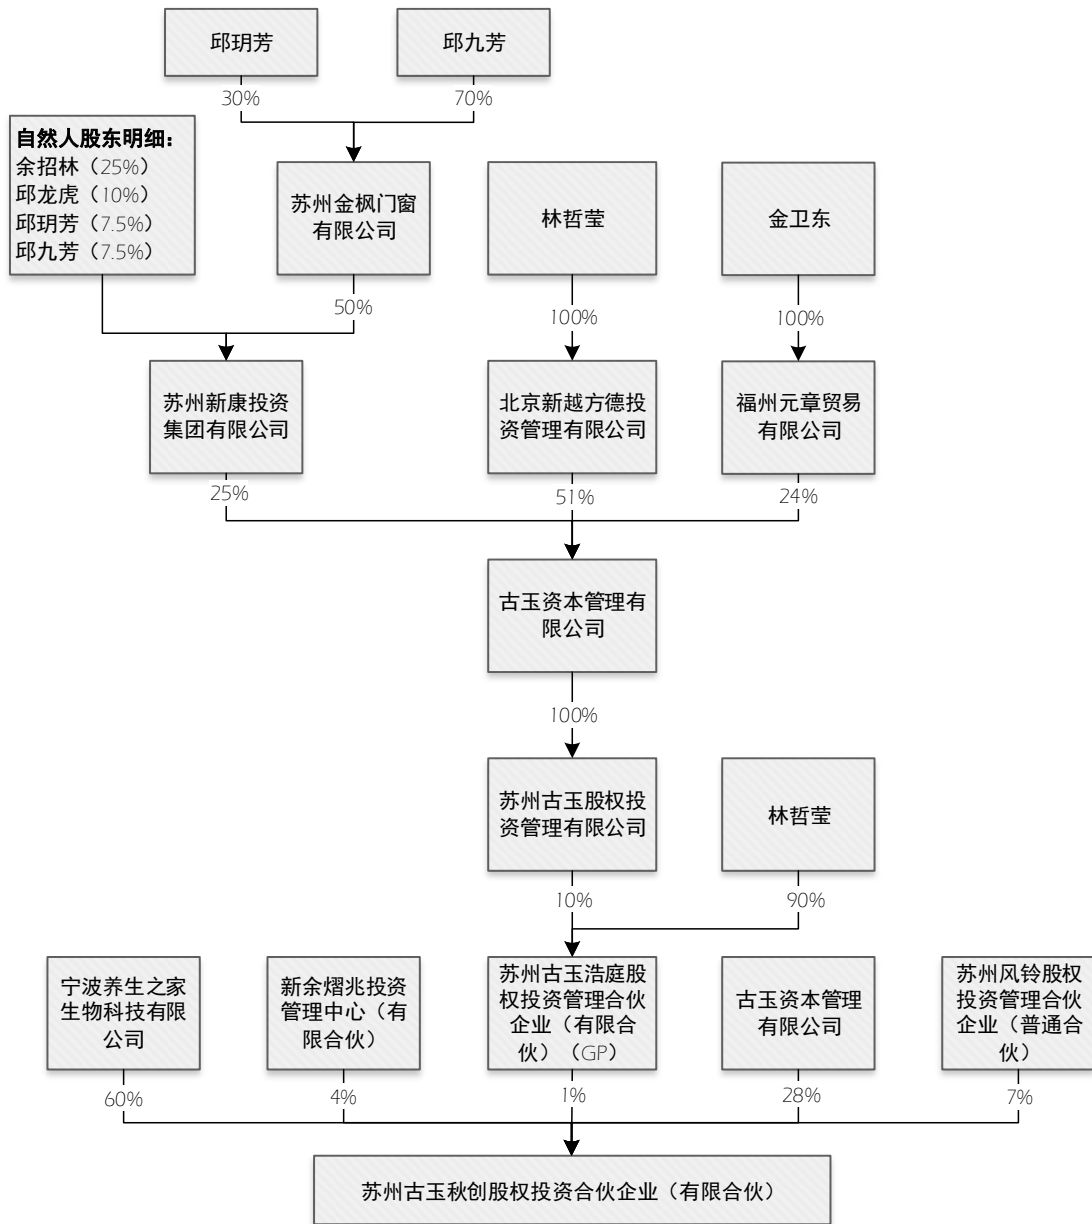 邱玥芳
邱九芳
30%
70%
自然人股东明细：
余招林（25%）
邱龙虎（10%）
邱玥芳（7.5%）
邱九芳（7.5%）
苏州金枫门窗
有限公司
林哲莹
金卫东
50%
100%
100%
苏州新康投资
集团有限公司
北京新越方德投
资管理有限公司
福州元章贸易
有限公司
25%
51%
24%
古玉资本管理有
限公司
100%
苏州古玉股权投
资管理有限公司
林哲莹
10%
90%
宁波养生之家
生物科技有限
公司
新余熠兆投资
管理中心（有
限合伙）
苏州古玉浩庭股
权投资管理合伙
企业（有限合
伙）（GP）
古玉资本管理
有限公司
苏州风铃股权
投资管理合伙
企业（普通合
伙）
60%
4%
1%
28%
7%
苏州古玉秋创股权投资合伙企业（有限合伙）